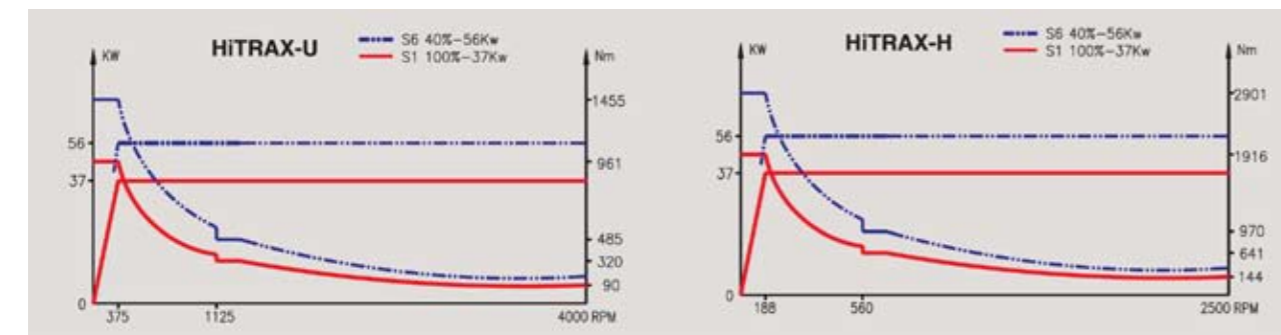 HiTRAX-U
S6 40%-56Kw
S1 100%-37Kw
KW
Nm
1455
56
961
37
485
320
90
0
375
1125
4000 RPM
HiTRAX-H
S6 40%-56Kw
S1 100%-37Kw
KW
Nm
2901
56
1916
37
970
641
144
0
188
560
2500 RPM